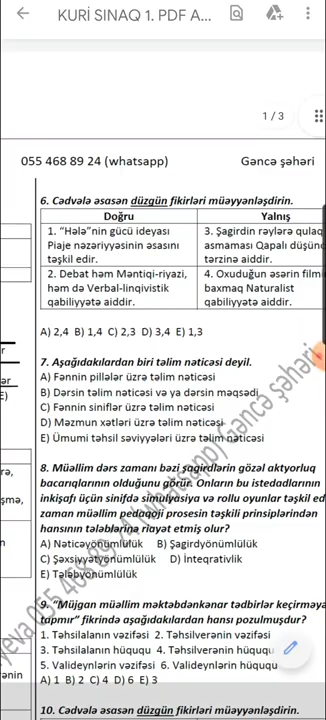 KURİ SINAQ 1. PDF A...
1 / 3
055 468 89 24 (whatsapp) Gəncə şəhəri
6. Cədvələ əsasən düzgün fikirləri müəyyənləşdirin.
Doğru Yalnış
1. “Hələ”nin gücü ideyası Piaje nəzəriyyəsinin əsasını təşkil edir.
3. Şagirdin rəylərə qulaq asmaması Qapalı düşünc tərzinə aiddir.
2. Debat həm Məntiqi-riyazi, həm də Verbal-linqivistik qabiliyyətə aiddir.
4. Oxuduğun əsərin filmi baxmaq Naturalist qabiliyyətə aiddir.
A) 2,4 B) 1,4 C) 2,3 D) 3,4 E) 1,3
7. Aşağıdakılardan biri təlim nəticəsi deyil.
A) Fənnin pillələr üzrə təlim nəticəsi
B) Dərsin təlim nəticəsi və ya dərsin məqsədi
C) Fənnin siniflər üzrə təlim nəticəsi
D) Məzmun xətləri üzrə təlim nəticəsi
E) Ümumi təhsil səviyyələri üzrə təlim nəticəsi
8. Müəllim dərs zamanı bəzi şagirdlərin gözəl aktyorluq
bacarıqlarının olduğunu görür. Onların bu istedadlarının
inkişafı üçün sinifdə simulyasiya və rollu oyunlar təşkil ed
zaman müəllim pedaqoji prosesin təşkili prinsiplərindən
hansının tələblərinə riayət etmiş olur?
A) Nəticəyönümlülük B) Şagirdyönümlülük
C) Şəxsiyyətyönümlülük D) İnteqrativlik
E) Tələbyönümlülük
9. “Müjgan müəllim məktəbdənkənar tədbirlər keçirməyə
tapmır” fikrində aşağıdakılardan hansı pozulmuşdur?
1. Təhsilalanın vəzifəsi 2. Təhsilverənin vəzifəsi
3. Təhsilalanın hüququ 4. Təhsilverənin hüququ
5. Valideynlərin vəzifəsi 6. Valideynlərin hüququ
A) 1 B) 2 C) 4 D) 6 E) 3
10. Cədvələ əsasən düzgün fikirləri müəyyənləşdirin.